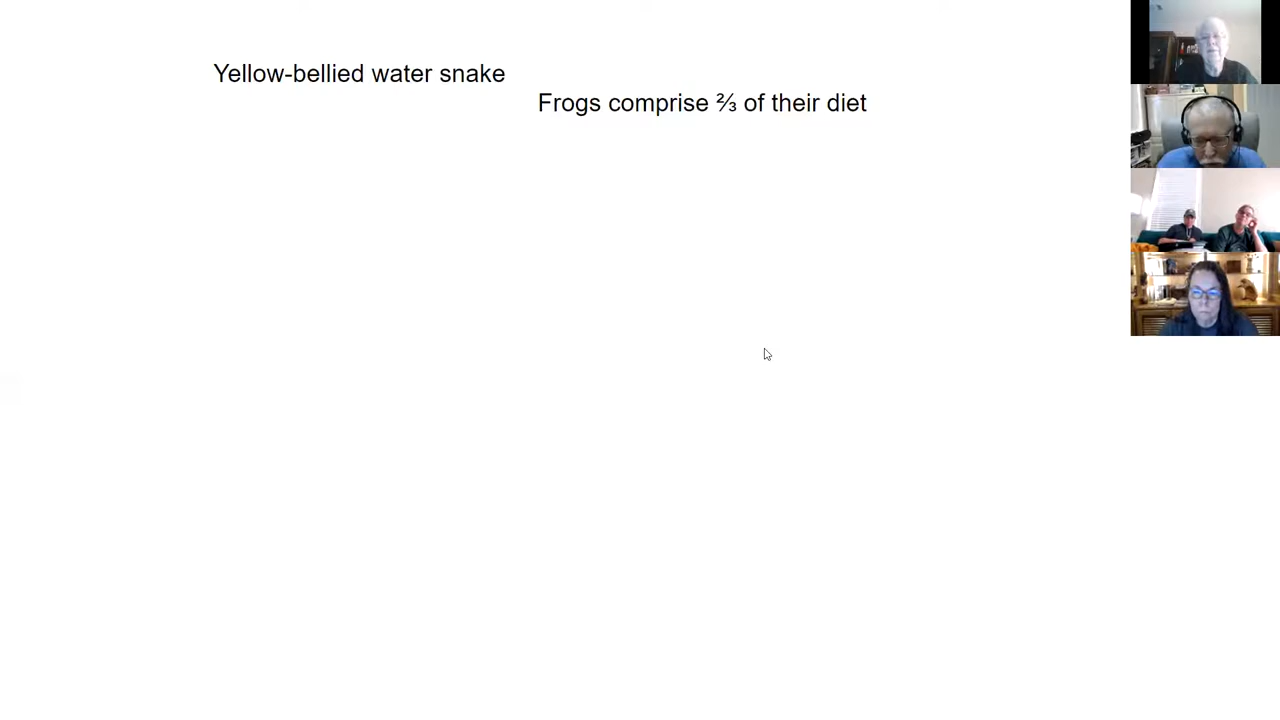 Yellow-bellied water snake
Frogs comprise ⅔ of their diet